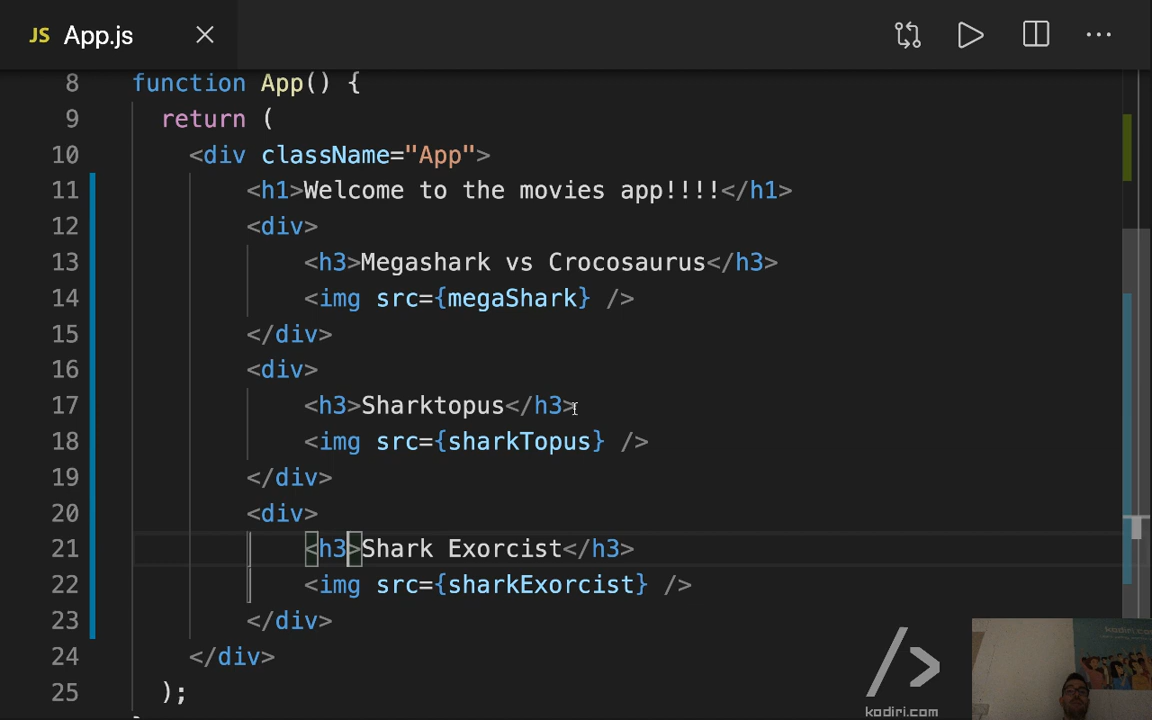 JS App.js
8 function App() {
9 return (
10 <div className="App">
11 <h1>Welcome to the movies app!!!!</h1>
12 <div>
13 <h3>Megashark vs Crocosaurus</h3>
14 <img src={megaShark} />
15 </div>
16 <div>
17 <h3>Sharktopus</h3>
18 <img src={sharkTopus} />
19 </div>
20 <div>
21 <h3>Shark Exorcist</h3>
22 <img src={sharkExorcist} />
23 </div>
24 </div>
25 );
/>
kodiri.com
kodiri.com